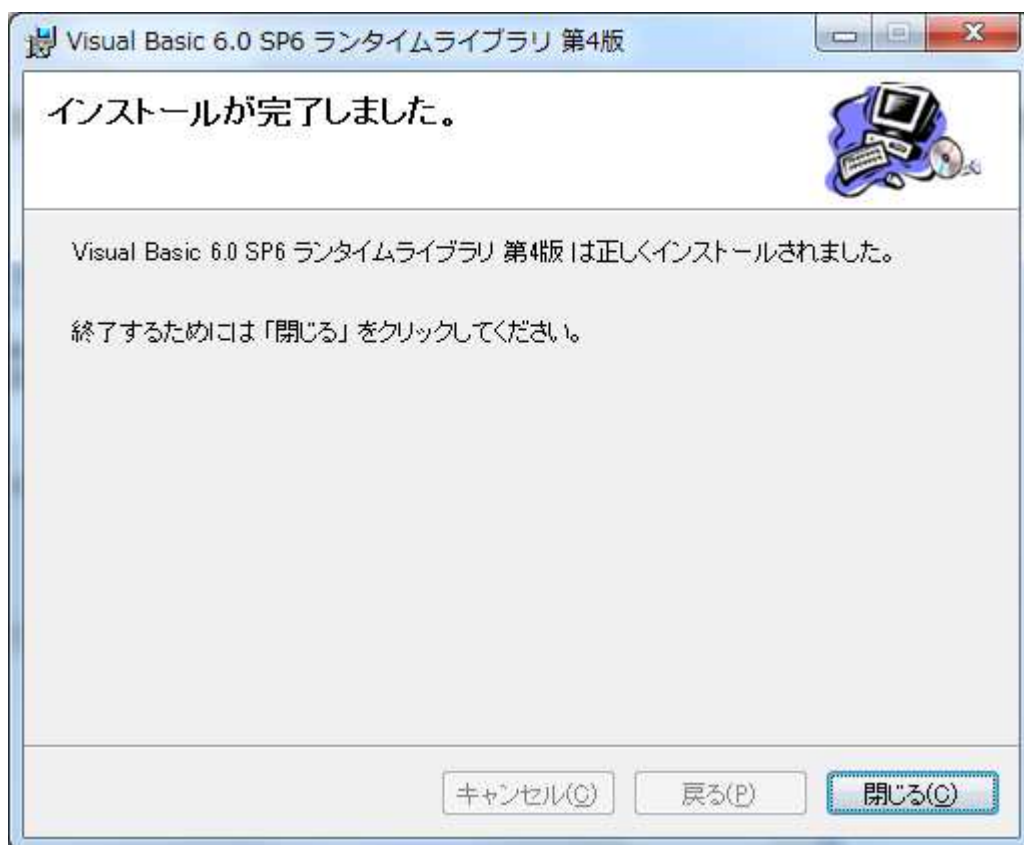 Visual Basic 6.0 SP6 ランタイムライブラリ 第4版
インストールが完了しました。
Visual Basic 6.0 SP6 ランタイムライブラリ 第4版 は正しくインストールされました。
終了するためには 「閉じる」 をクリックしてください。
キャンセル(C) 戻る(P) 閉じる(C)